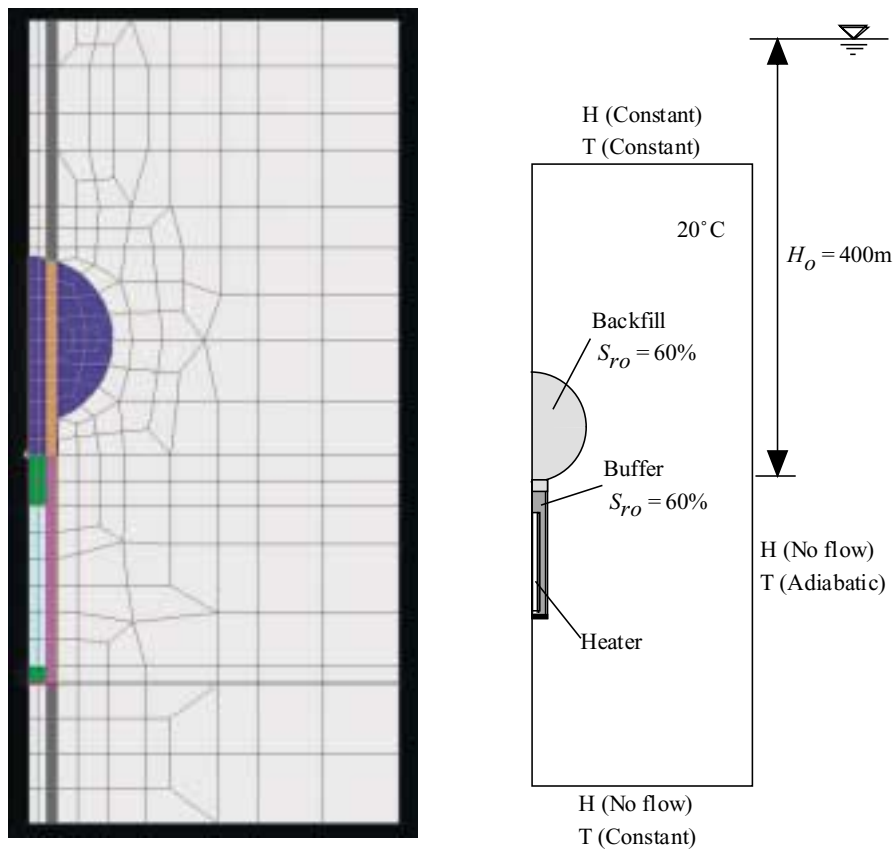 H (Constant)
T (Constant)
20°C
H_o = 400m
Backfill
S_ro = 60%
Buffer
S_ro = 60%
H (No flow)
T (Adiabatic)
Heater
H (No flow)
T (Constant)